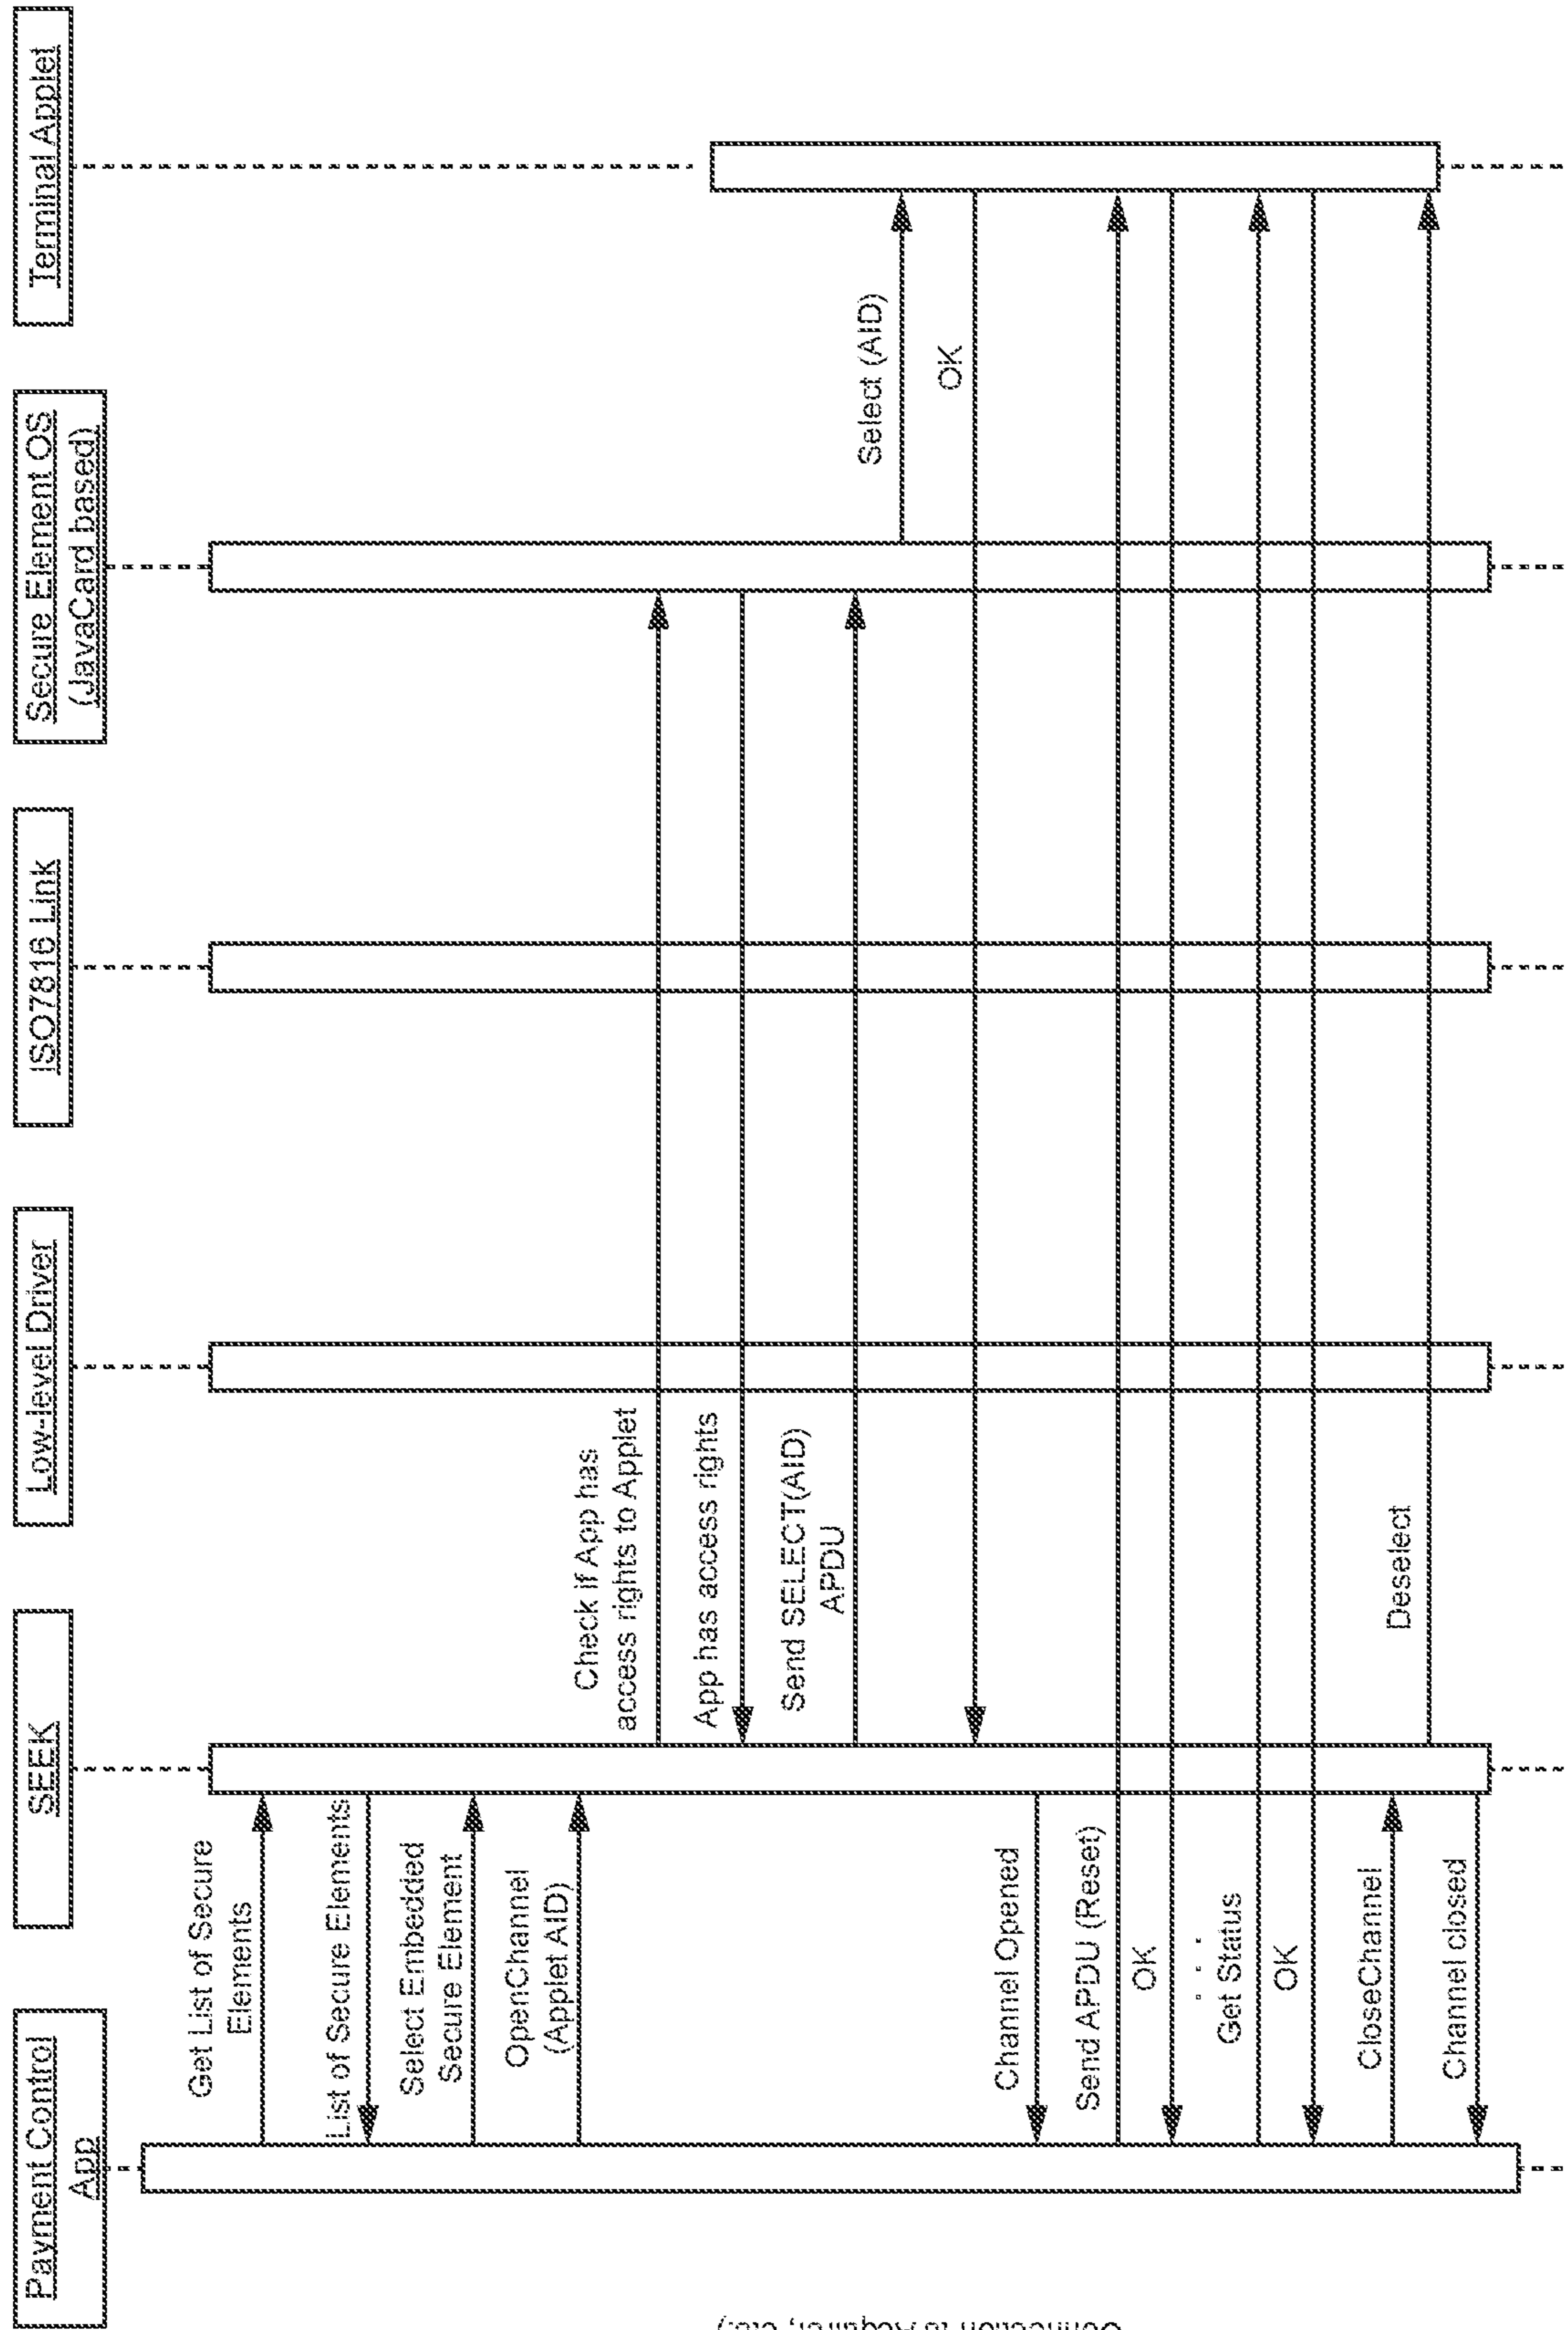 Payment Control
App
SEEK
Low-level Driver
ISO7816 Link
Secure Element OS
(JavaCard based)
Terminal Applet
Get List of Secure
Elements
List of Secure Elements
Select Embedded
Secure Element
OpenChannel
(Applet AID)
Check if App has
access rights to Applet
App has access rights
Send SELECT(AID)
APDU
Select (AID)
OK
Channel Opened
Send APDU (Reset)
OK
. . .
Get Status
OK
CloseChannel
Deselect
Channel closed
to Acquirer, etc.)